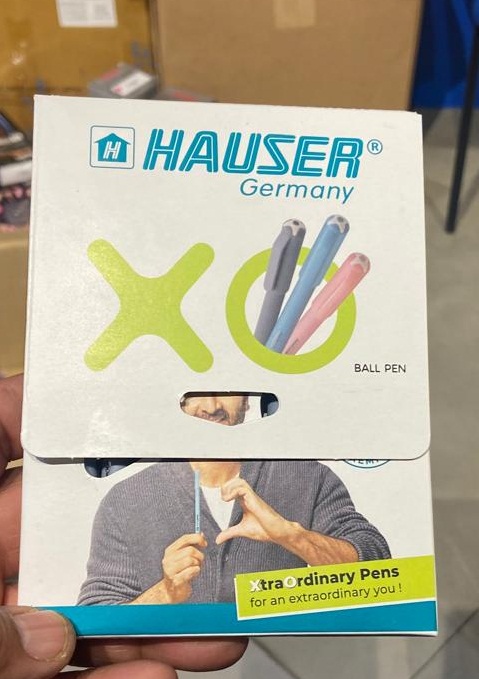 H HAUSER®
Germany
XO
BALL PEN
XtraOrdinary Pens
for an extraordinary you !